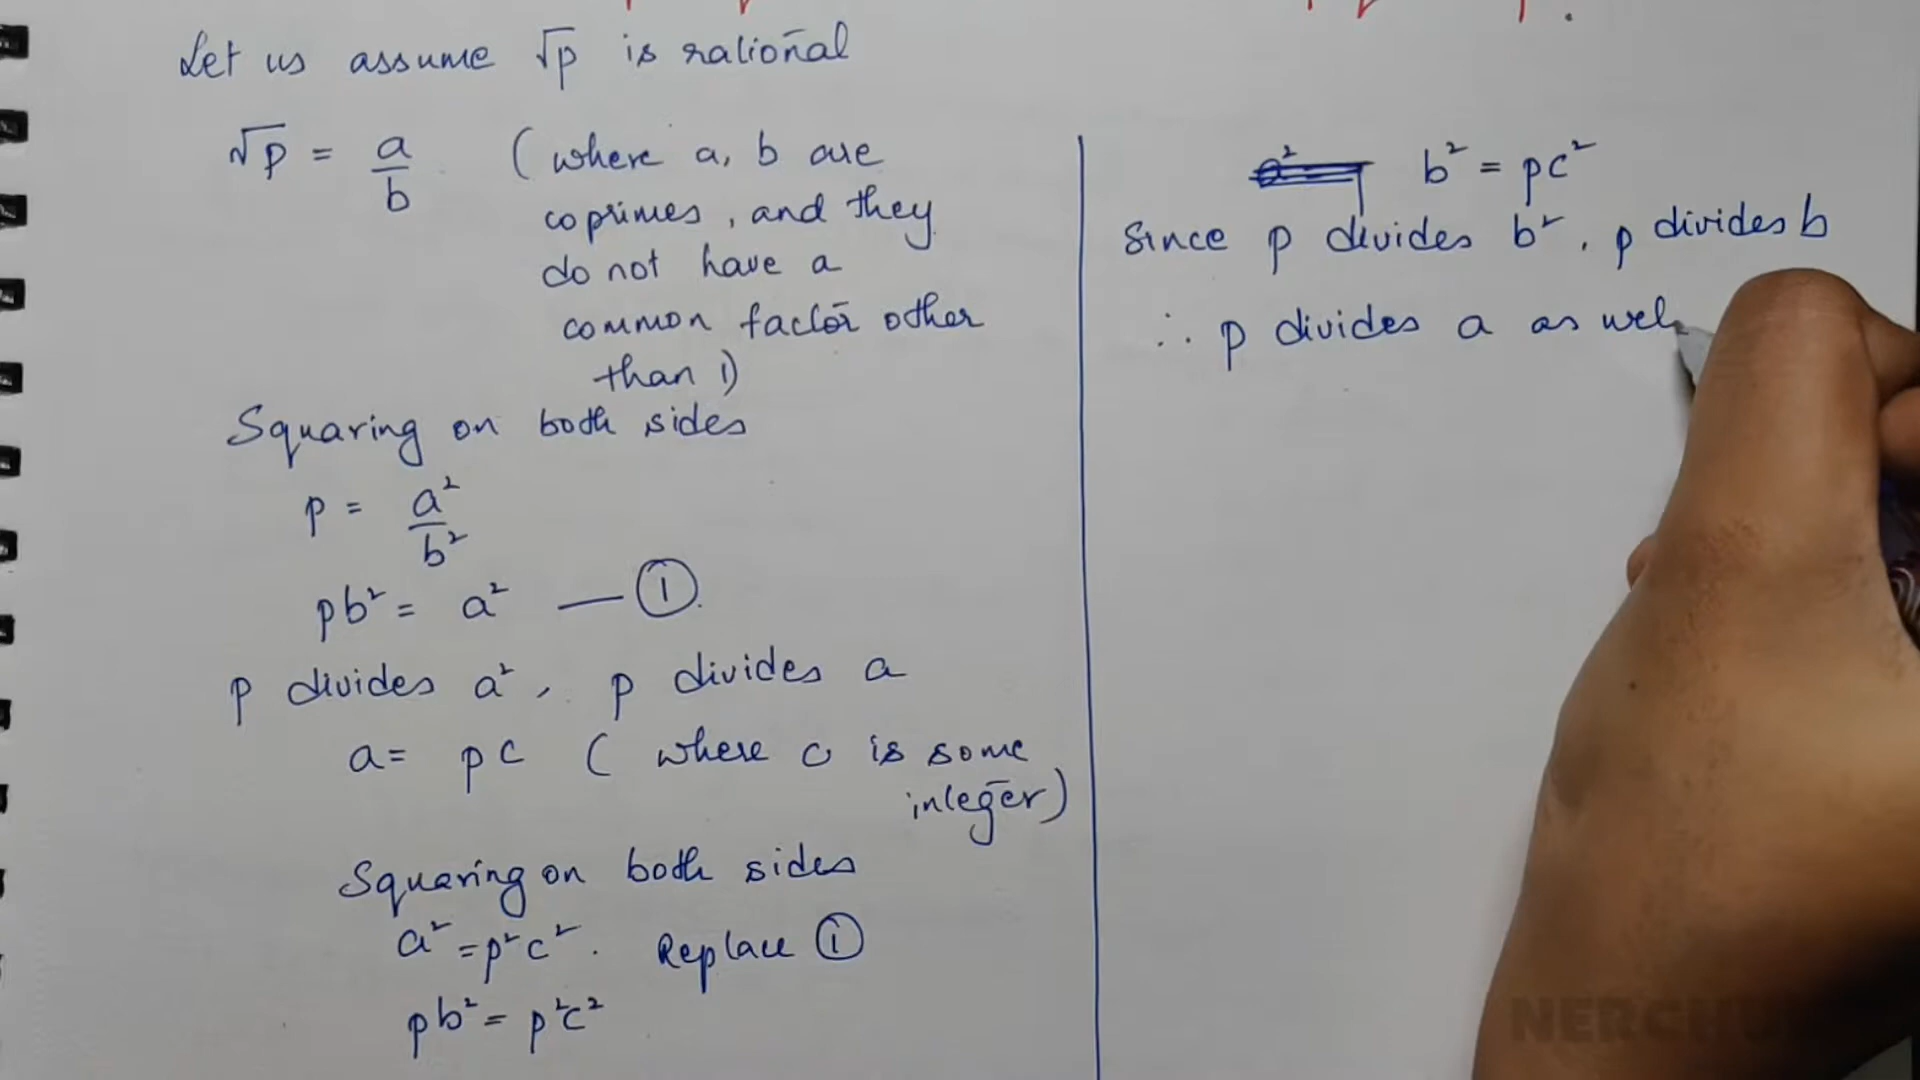 Let us assume √p is rational
√p = a/b (where a, b are
coprimes, and they
do not have a
common factor other
than 1)
Squaring on both sides
p = a²/b²
pb² = a² — ①.
p divides a², p divides a
a = pc ( where c is some
integer)
Squaring on both sides
a² = p²c². Replace ①
pb² = p²c²
b² = pc²
Since p divides b², p divides b
∴ p divides a as wel